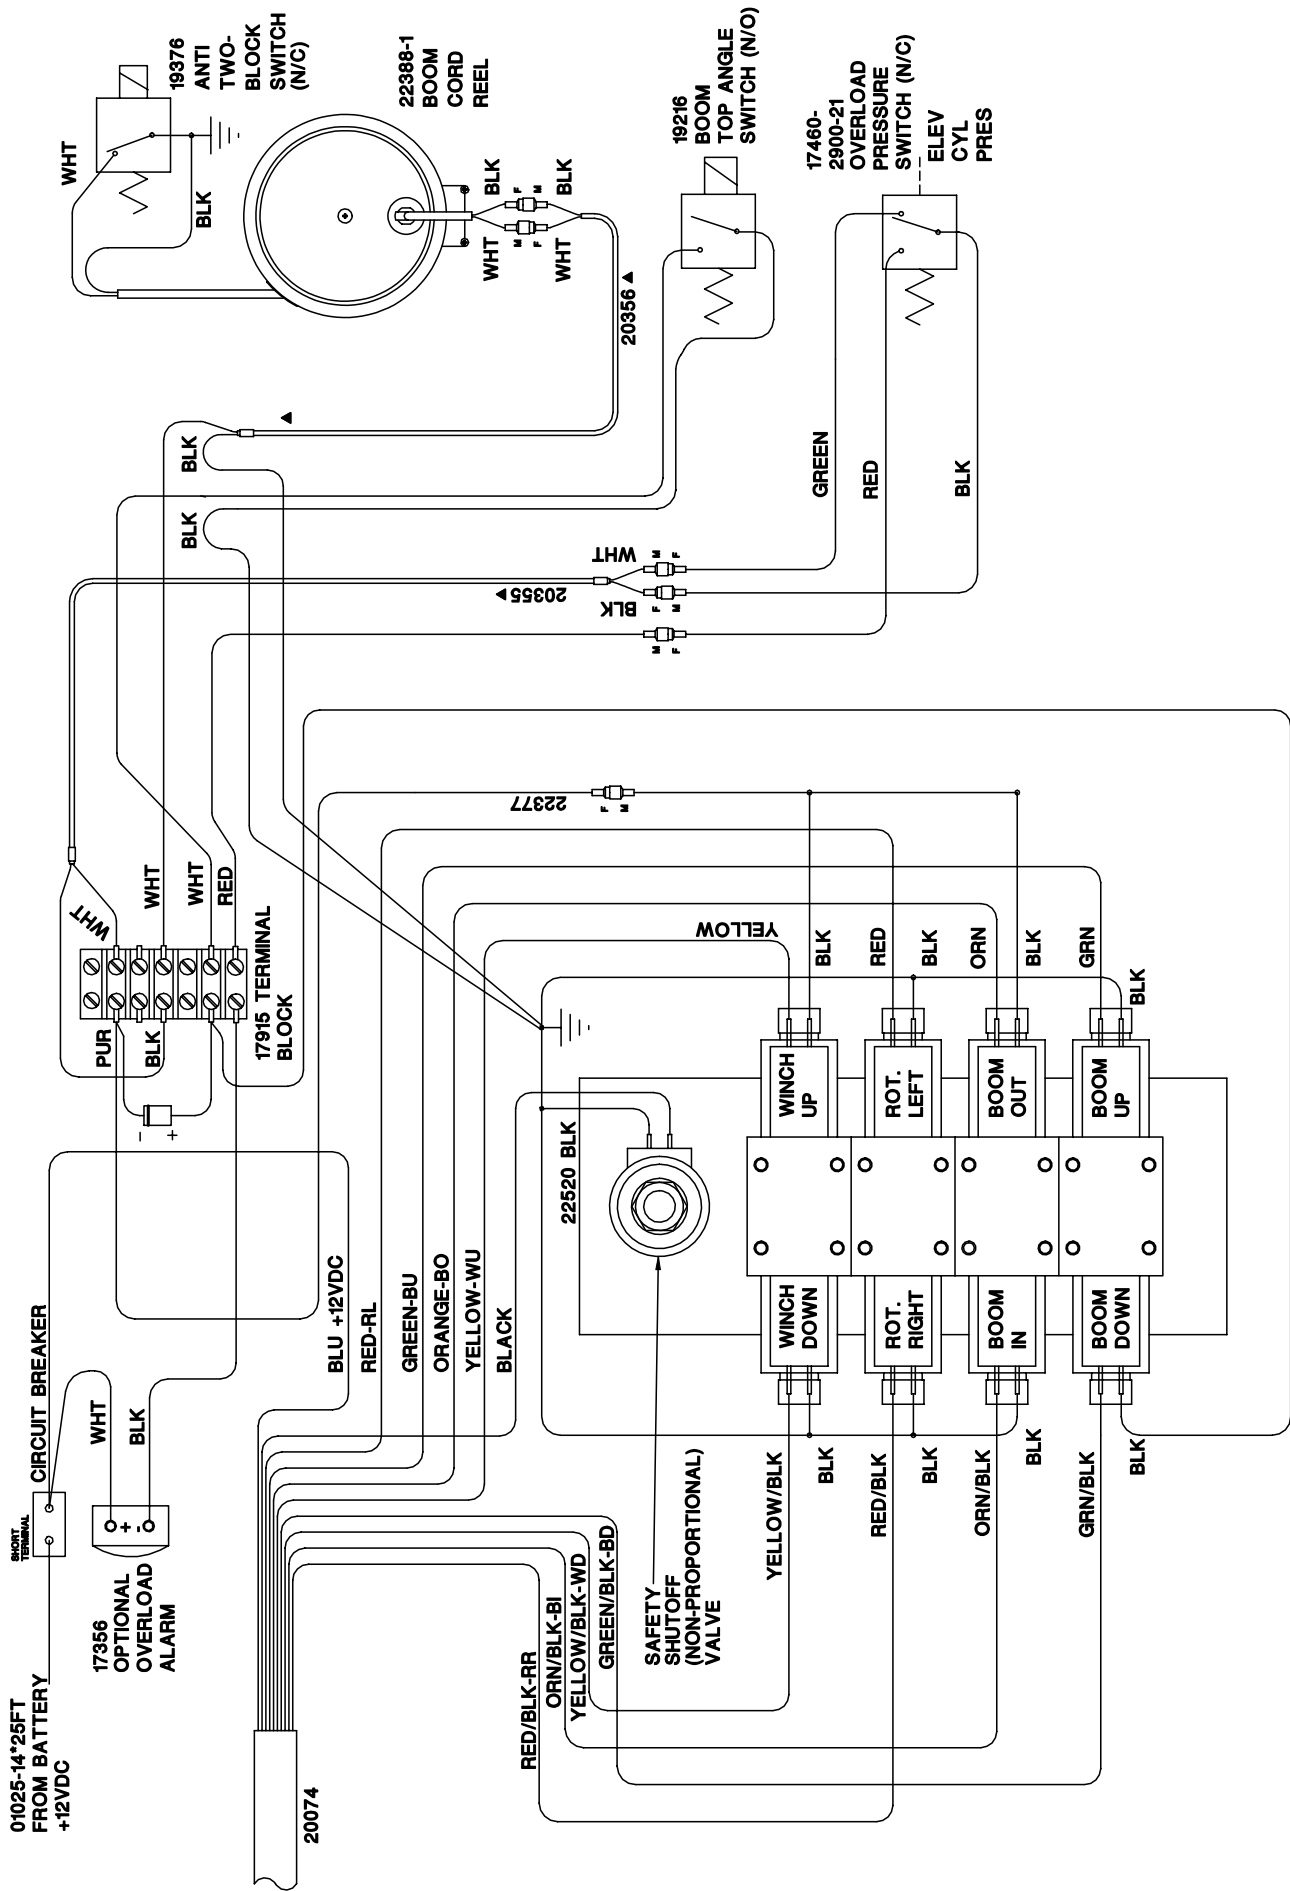 01025-14*25FT
FROM BATTERY
+12VDC
SHORT
TERMINAL
CIRCUIT BREAKER
17356
OPTIONAL
OVERLOAD
ALARM
+
-
WHT
BLK
20074
BLU +12VDC
RED-RL
GREEN-BU
ORANGE-BO
YELLOW-WU
BLACK
RED/BLK-RR
ORN/BLK-BI
YELLOW/BLK-WD
GREEN/BLK-BD
-
+
PUR
BLK
WHT
WHT
WHT
RED
17915 TERMINAL
BLOCK
WHT
BLK
19376
ANTI
TWO-
BLOCK
SWITCH
(N/C)
22388-1
BOOM
CORD
REEL
WHT
BLK
M
F
F
M
WHT
BLK
20356
BLK
BLK
19216
BOOM
TOP ANGLE
SWITCH (N/O)
17460-
2900-21
OVERLOAD
PRESSURE
SWITCH (N/C)
ELEV
CYL
PRES
GREEN
RED
BLK
20355
WHT
BLK
M
F
F
M
M
F
22377
F
M
22520 BLK
SAFETY
SHUTOFF
(NON-PROPORTIONAL)
VALVE
YELLOW
BLK
RED
BLK
ORN
BLK
GRN
BLK
WINCH
UP
ROT.
LEFT
BOOM
OUT
BOOM
UP
WINCH
DOWN
ROT.
RIGHT
BOOM
IN
BOOM
DOWN
YELLOW/BLK
BLK
RED/BLK
BLK
ORN/BLK
BLK
GRN/BLK
BLK